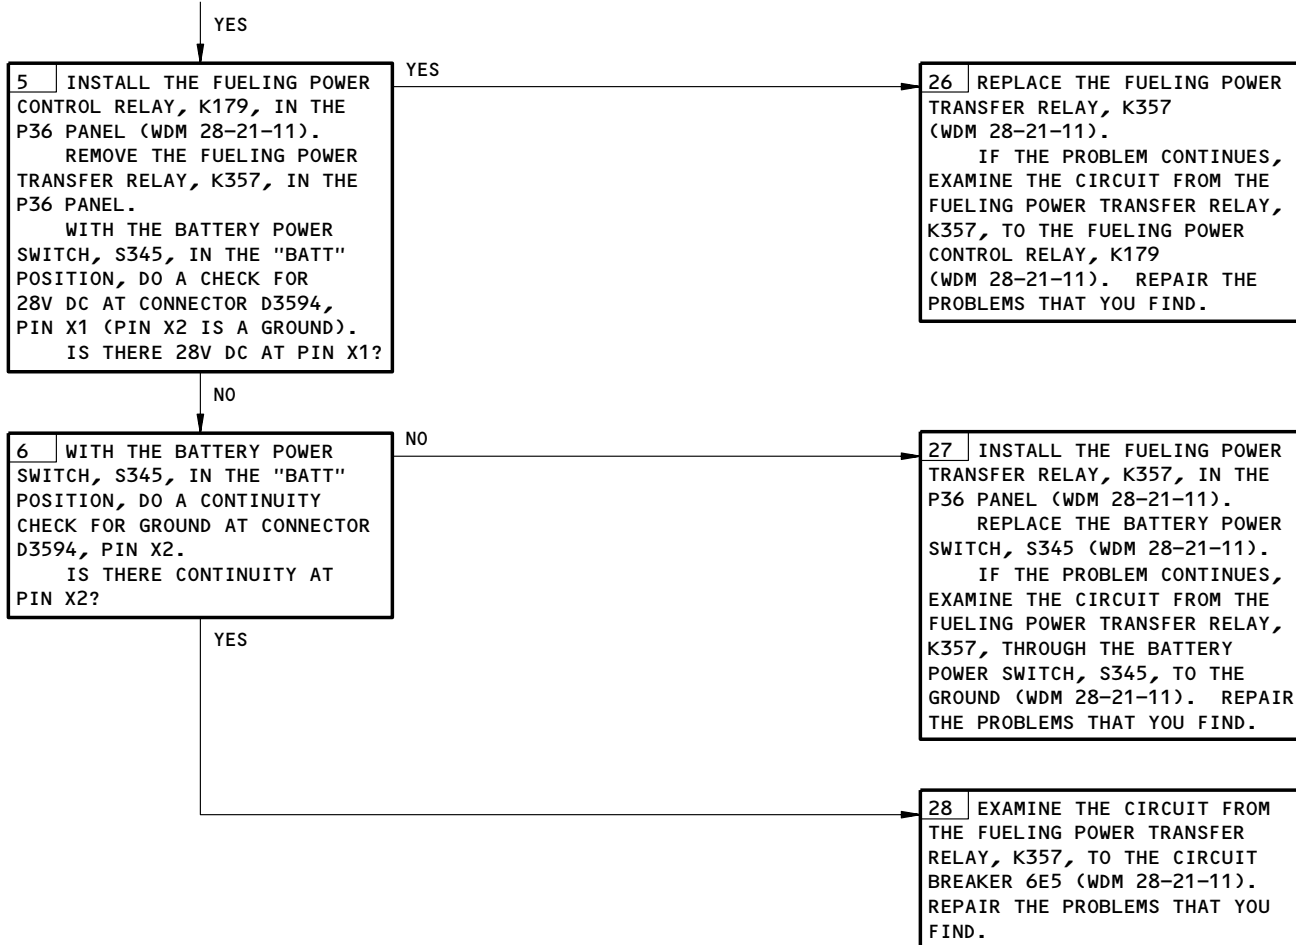 YES
5 INSTALL THE FUELING POWER
CONTROL RELAY, K179, IN THE
P36 PANEL (WDM 28-21-11).
REMOVE THE FUELING POWER
TRANSFER RELAY, K357, IN THE
P36 PANEL.
WITH THE BATTERY POWER
SWITCH, S345, IN THE "BATT"
POSITION, DO A CHECK FOR
28V DC AT CONNECTOR D3594,
PIN X1 (PIN X2 IS A GROUND).
IS THERE 28V DC AT PIN X1?
YES
26 REPLACE THE FUELING POWER
TRANSFER RELAY, K357
(WDM 28-21-11).
IF THE PROBLEM CONTINUES,
EXAMINE THE CIRCUIT FROM THE
FUELING POWER TRANSFER RELAY,
K357, TO THE FUELING POWER
CONTROL RELAY, K179
(WDM 28-21-11). REPAIR THE
PROBLEMS THAT YOU FIND.
NO
6 WITH THE BATTERY POWER
SWITCH, S345, IN THE "BATT"
POSITION, DO A CONTINUITY
CHECK FOR GROUND AT CONNECTOR
D3594, PIN X2.
IS THERE CONTINUITY AT
PIN X2?
NO
27 INSTALL THE FUELING POWER
TRANSFER RELAY, K357, IN THE
P36 PANEL (WDM 28-21-11).
REPLACE THE BATTERY POWER
SWITCH, S345 (WDM 28-21-11).
IF THE PROBLEM CONTINUES,
EXAMINE THE CIRCUIT FROM THE
FUELING POWER TRANSFER RELAY,
K357, THROUGH THE BATTERY
POWER SWITCH, S345, TO THE
GROUND (WDM 28-21-11). REPAIR
THE PROBLEMS THAT YOU FIND.
YES
28 EXAMINE THE CIRCUIT FROM
THE FUELING POWER TRANSFER
RELAY, K357, TO THE CIRCUIT
BREAKER 6E5 (WDM 28-21-11).
REPAIR THE PROBLEMS THAT YOU
FIND.